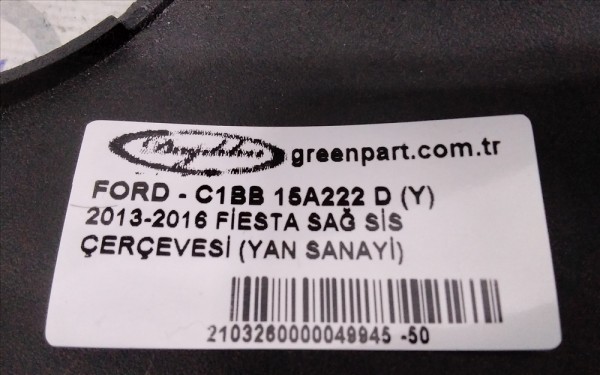 greenpart.com.tr
FORD - C1BB 15A222 D (Y)
2013-2016 FİESTA SAĞ SİS
ÇERÇEVESİ (YAN SANAYİ)
2103260000049945 -50